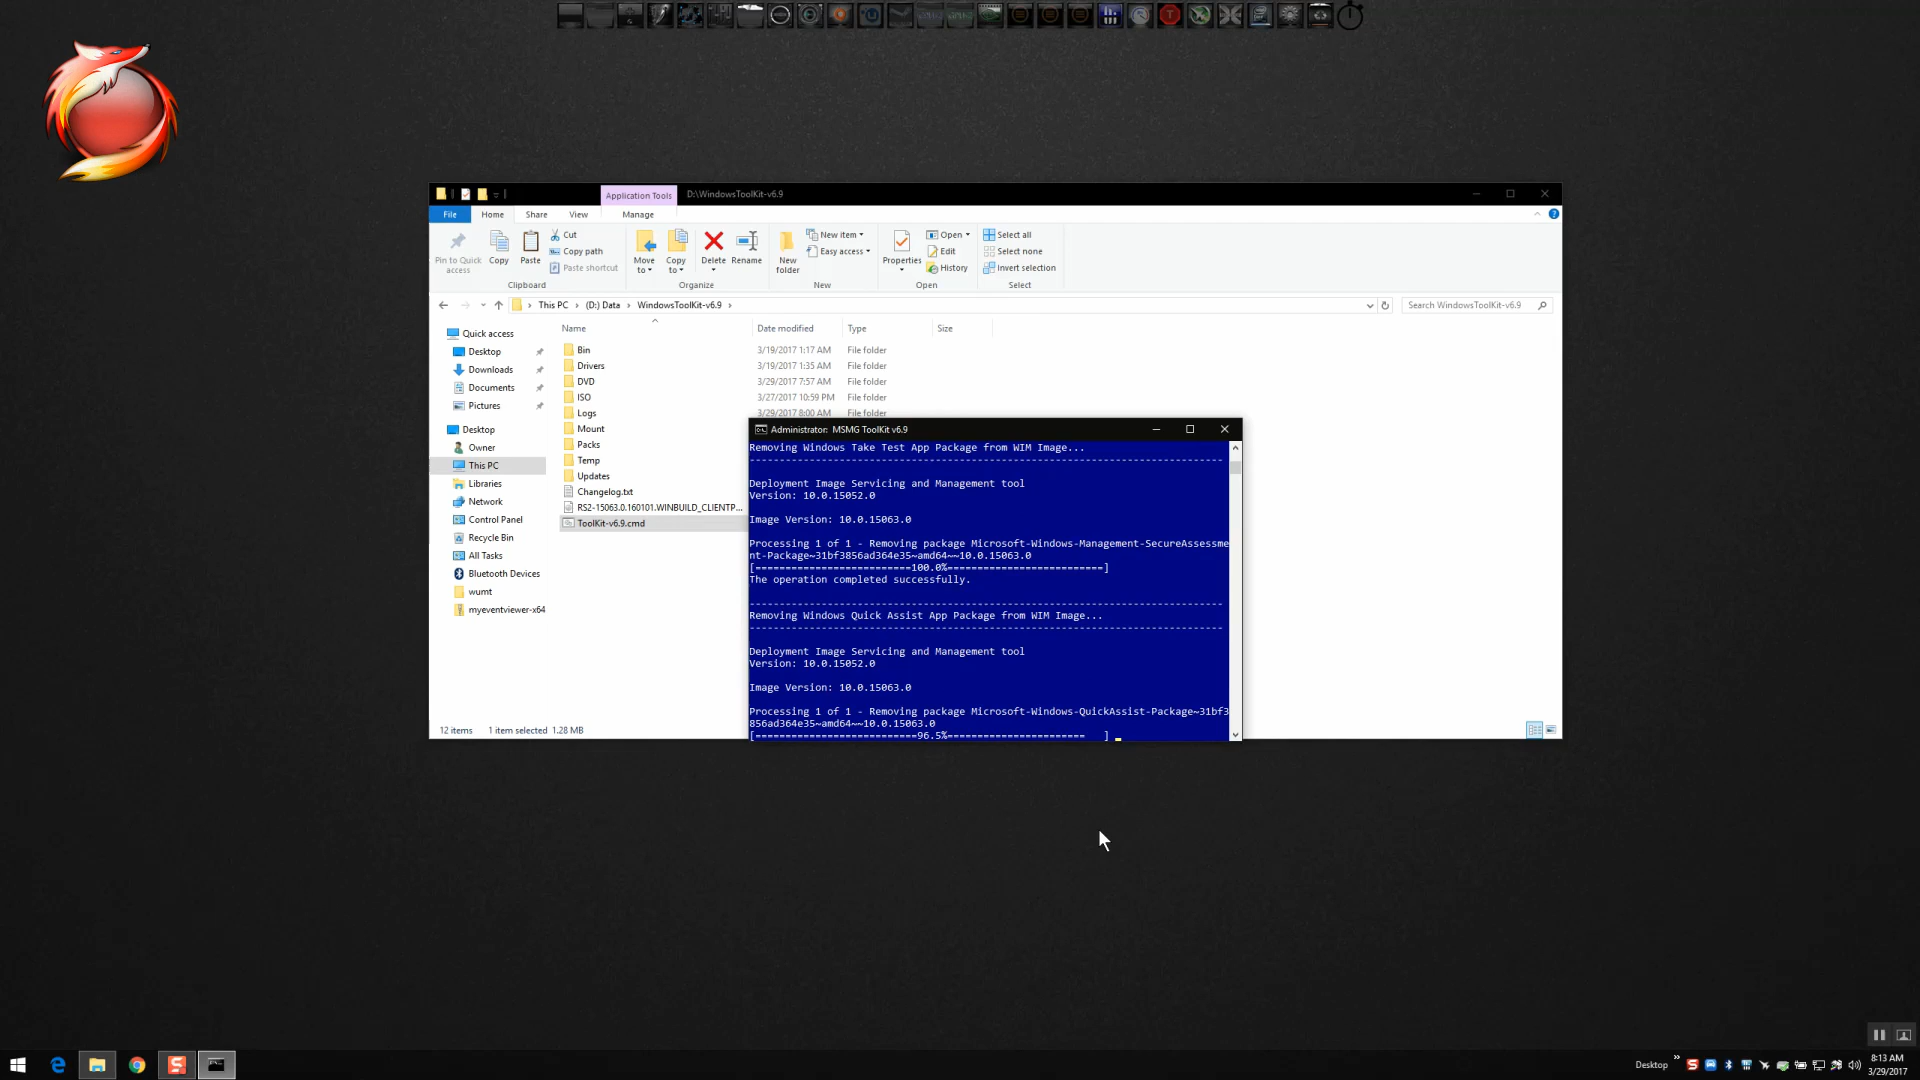 Application Tools D:\WindowsToolKit-v6.9
File Home Share View Manage
Pin to Quick access
Copy
Paste
Cut
Copy path
Paste shortcut
Clipboard
Move to
Copy to
Delete
Rename
Organize
New folder
New item
Easy access
New
Properties
Open
Edit
History
Open
Select all
Select none
Invert selection
Select
This PC › (D:) Data › WindowsToolKit-v6.9 ›
Search WindowsToolKit-v6.9
Quick access
Desktop
Downloads
Documents
Pictures
Desktop
Owner
This PC
Libraries
Network
Control Panel
Recycle Bin
All Tasks
Bluetooth Devices
wumt
myeventviewer-x64
Name Date modified Type Size
Bin 3/19/2017 1:17 AM File folder
Drivers 3/19/2017 1:35 AM File folder
DVD 3/29/2017 7:57 AM File folder
ISO 3/27/2017 10:59 PM File folder
Logs 3/29/2017 8:00 AM File folder
Mount
Packs
Temp
Updates
Changelog.txt
RS2-15063.0.160101.WINBUILD_CLIENTP...
ToolKit-v6.9.cmd
12 items 1 item selected 1.28 MB
Administrator: MSMG ToolKit v6.9
Removing Windows Take Test App Package from WIM Image...
Deployment Image Servicing and Management tool
Version: 10.0.15052.0
Image Version: 10.0.15063.0
Processing 1 of 1 - Removing package Microsoft-Windows-Management-SecureAssessme
nt-Package~31bf3856ad364e35~amd64~~10.0.15063.0
[==========================100.0%==========================]
The operation completed successfully.
-------------------------------------------------------------------------------
Removing Windows Quick Assist App Package from WIM Image...
-------------------------------------------------------------------------------
Deployment Image Servicing and Management tool
Version: 10.0.15052.0
Image Version: 10.0.15063.0
Processing 1 of 1 - Removing package Microsoft-Windows-QuickAssist-Package~31bf3
856ad364e35~amd64~~10.0.15063.0
[===========================96.5%======================= ]
Desktop
8:13 AM
3/29/2017